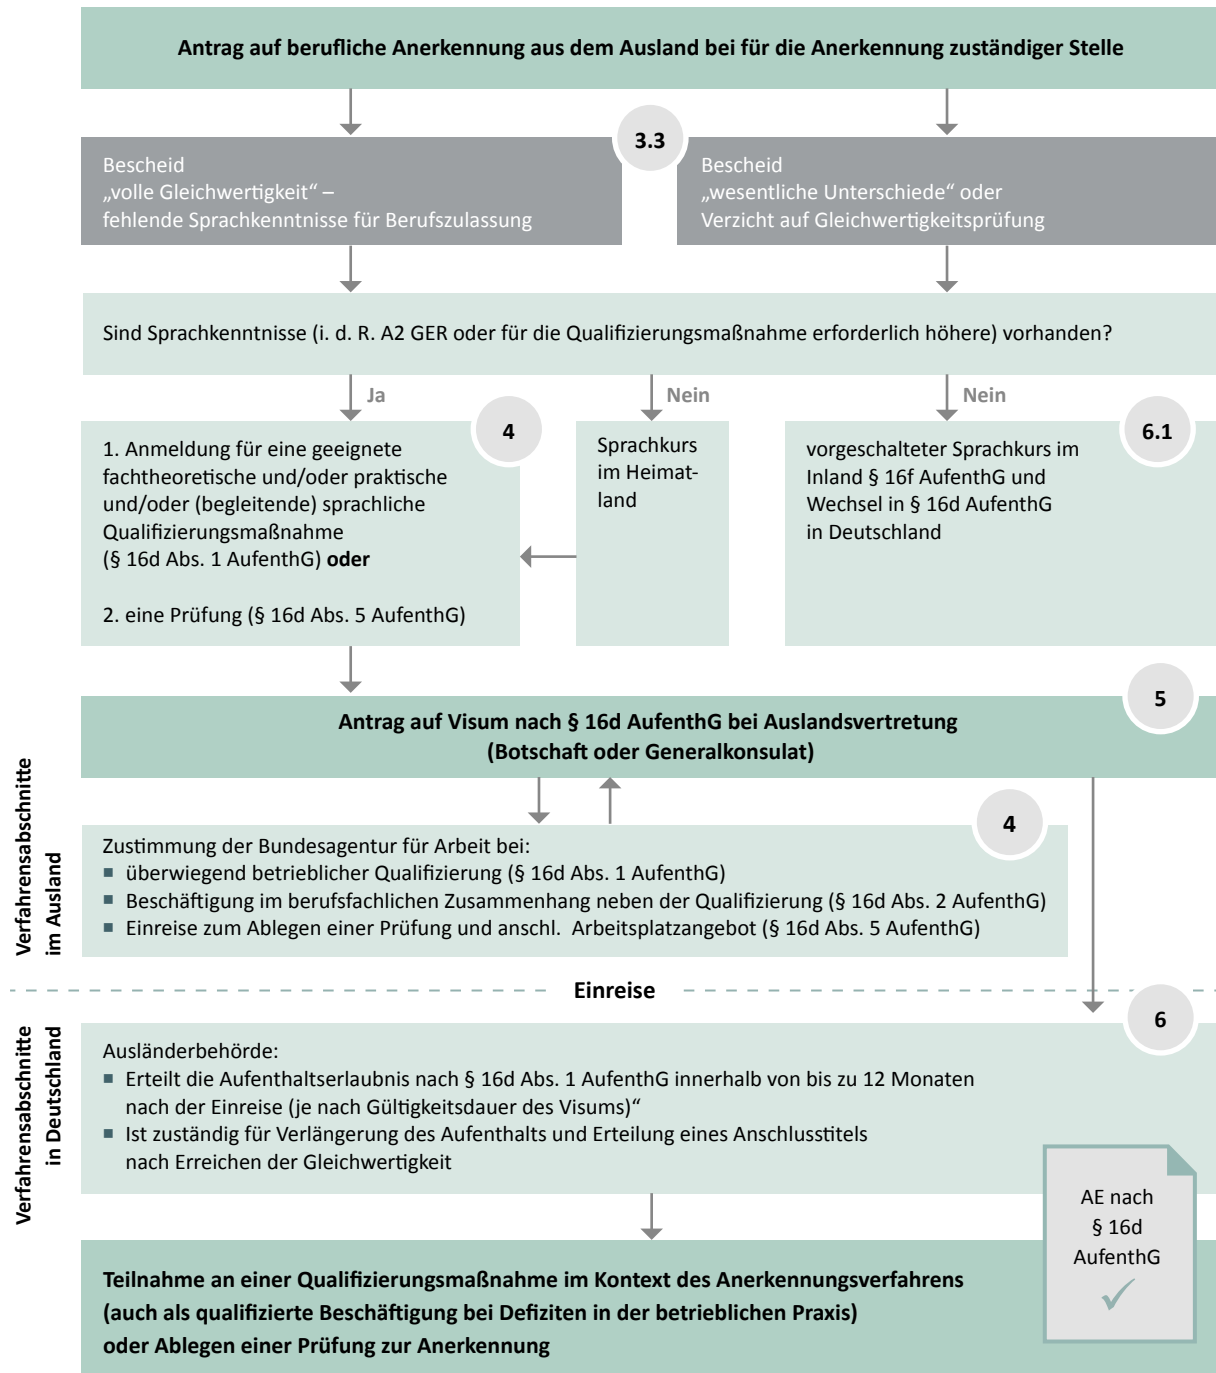 Antrag auf berufliche Anerkennung aus dem Ausland bei für die Anerkennung zuständiger Stelle
3.3
Bescheid
„volle Gleichwertigkeit“ –
fehlende Sprachkenntnisse für Berufszulassung
Bescheid
„wesentliche Unterschiede“ oder
Verzicht auf Gleichwertigkeitsprüfung
Sind Sprachkenntnisse (i. d. R. A2 GER oder für die Qualifizierungsmaßnahme erforderlich höhere) vorhanden?
Ja
Nein
Nein
4
1. Anmeldung für eine geeignete
fachtheoretische und/oder praktische
und/oder (begleitende) sprachliche
Qualifizierungsmaßnahme
(§ 16d Abs. 1 AufenthG) oder
2. eine Prüfung (§ 16d Abs. 5 AufenthG)
Sprachkurs
im Heimat-
land
6.1
vorgeschalteter Sprachkurs im
Inland § 16f AufenthG und
Wechsel in § 16d AufenthG
in Deutschland
5
Antrag auf Visum nach § 16d AufenthG bei Auslandsvertretung
(Botschaft oder Generalkonsulat)
Verfahrensabschnitte
im Ausland
4
Zustimmung der Bundesagentur für Arbeit bei:
■ überwiegend betrieblicher Qualifizierung (§ 16d Abs. 1 AufenthG)
■ Beschäftigung im berufsfachlichen Zusammenhang neben der Qualifizierung (§ 16d Abs. 2 AufenthG)
■ Einreise zum Ablegen einer Prüfung und anschl. Arbeitsplatzangebot (§ 16d Abs. 5 AufenthG)
Einreise
Verfahrensabschnitte
in Deutschland
6
Ausländerbehörde:
■ Erteilt die Aufenthaltserlaubnis nach § 16d Abs. 1 AufenthG innerhalb von bis zu 12 Monaten
nach der Einreise (je nach Gültigkeitsdauer des Visums)“
■ Ist zuständig für Verlängerung des Aufenthalts und Erteilung eines Anschlusstitels
nach Erreichen der Gleichwertigkeit
AE nach
§ 16d
AufenthG
Teilnahme an einer Qualifizierungsmaßnahme im Kontext des Anerkennungsverfahrens
(auch als qualifizierte Beschäftigung bei Defiziten in der betrieblichen Praxis)
oder Ablegen einer Prüfung zur Anerkennung